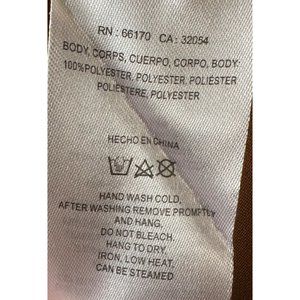 RN : 66170 CA : 32054
BODY, CORPS, CUERPO, CORPO, BODY:
100%POLYESTER, POLYESTER, POLIÉSTER
POLIESTERE, POLYESTER
HECHO EN CHINA
HAND WASH COLD,
AFTER WASHING REMOVE PROMPTLY
AND HANG,
DO NOT BLEACH.
HANG TO DRY,
IRON, LOW HEAT,
CAN BE STEAMED